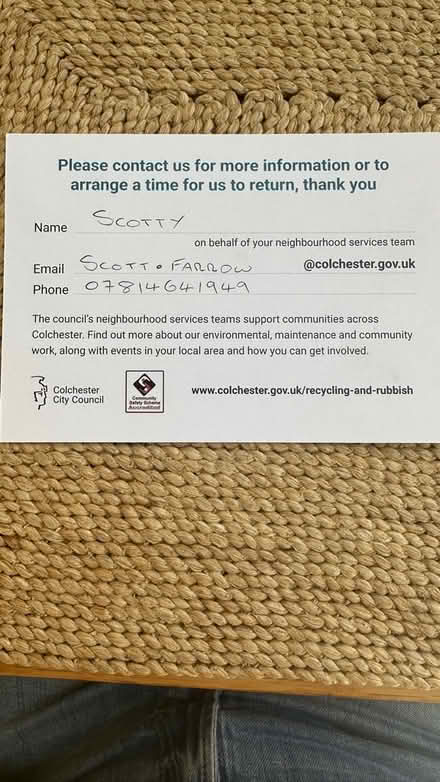 Please contact us for more information or to
arrange a time for us to return, thank you
Name SCOTTY
on behalf of your neighbourhood services team
Email SCOTT.FARROW @colchester.gov.uk
Phone 07814641949
The council's neighbourhood services teams support communities across
Colchester. Find out more about our environmental, maintenance and community
work, along with events in your local area and how you can get involved.
Colchester
City Council
Community
Safety Scheme
Accredited
www.colchester.gov.uk/recycling-and-rubbish